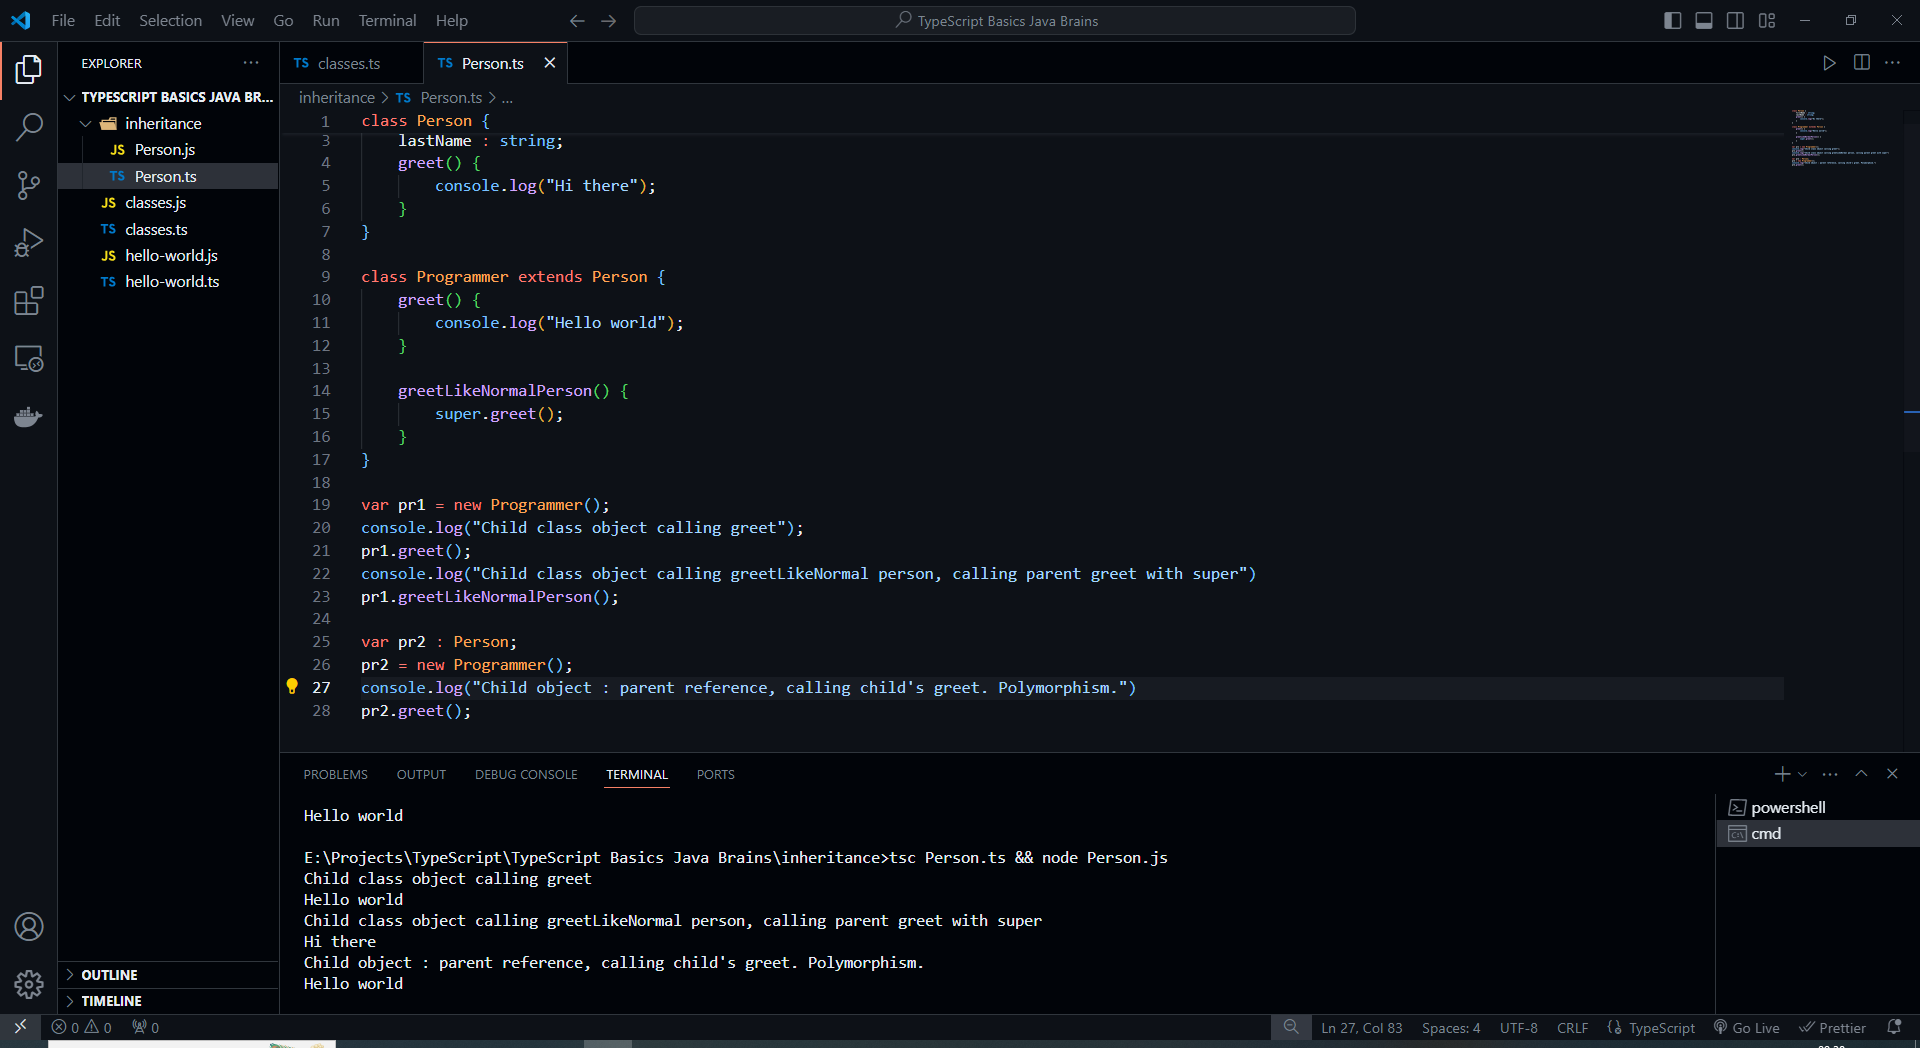 File Edit Selection View Go Run Terminal Help
TypeScript Basics Java Brains
EXPLORER
TYPESCRIPT BASICS JAVA BR...
inheritance
JS Person.js
TS Person.ts
JS classes.js
TS classes.ts
JS hello-world.js
TS hello-world.ts
OUTLINE
TIMELINE
TS classes.ts
TS Person.ts
inheritance > TS Person.ts > ...
1 class Person {
3 lastName : string;
4 greet() {
5 console.log("Hi there");
6 }
7 }
8
9 class Programmer extends Person {
10 greet() {
11 console.log("Hello world");
12 }
13
14 greetLikeNormalPerson() {
15 super.greet();
16 }
17 }
18
19 var pr1 = new Programmer();
20 console.log("Child class object calling greet");
21 pr1.greet();
22 console.log("Child class object calling greetLikeNormal person, calling parent greet with super")
23 pr1.greetLikeNormalPerson();
24
25 var pr2 : Person;
26 pr2 = new Programmer();
27 console.log("Child object : parent reference, calling child's greet. Polymorphism.")
28 pr2.greet();
PROBLEMS OUTPUT DEBUG CONSOLE TERMINAL PORTS
Hello world
E:\Projects\TypeScript\TypeScript Basics Java Brains\inheritance>tsc Person.ts && node Person.js
Child class object calling greet
Hello world
Child class object calling greetLikeNormal person, calling parent greet with super
Hi there
Child object : parent reference, calling child's greet. Polymorphism.
Hello world
powershell
cmd
0 0 0
Ln 27, Col 83 Spaces: 4 UTF-8 CRLF TypeScript Go Live Prettier